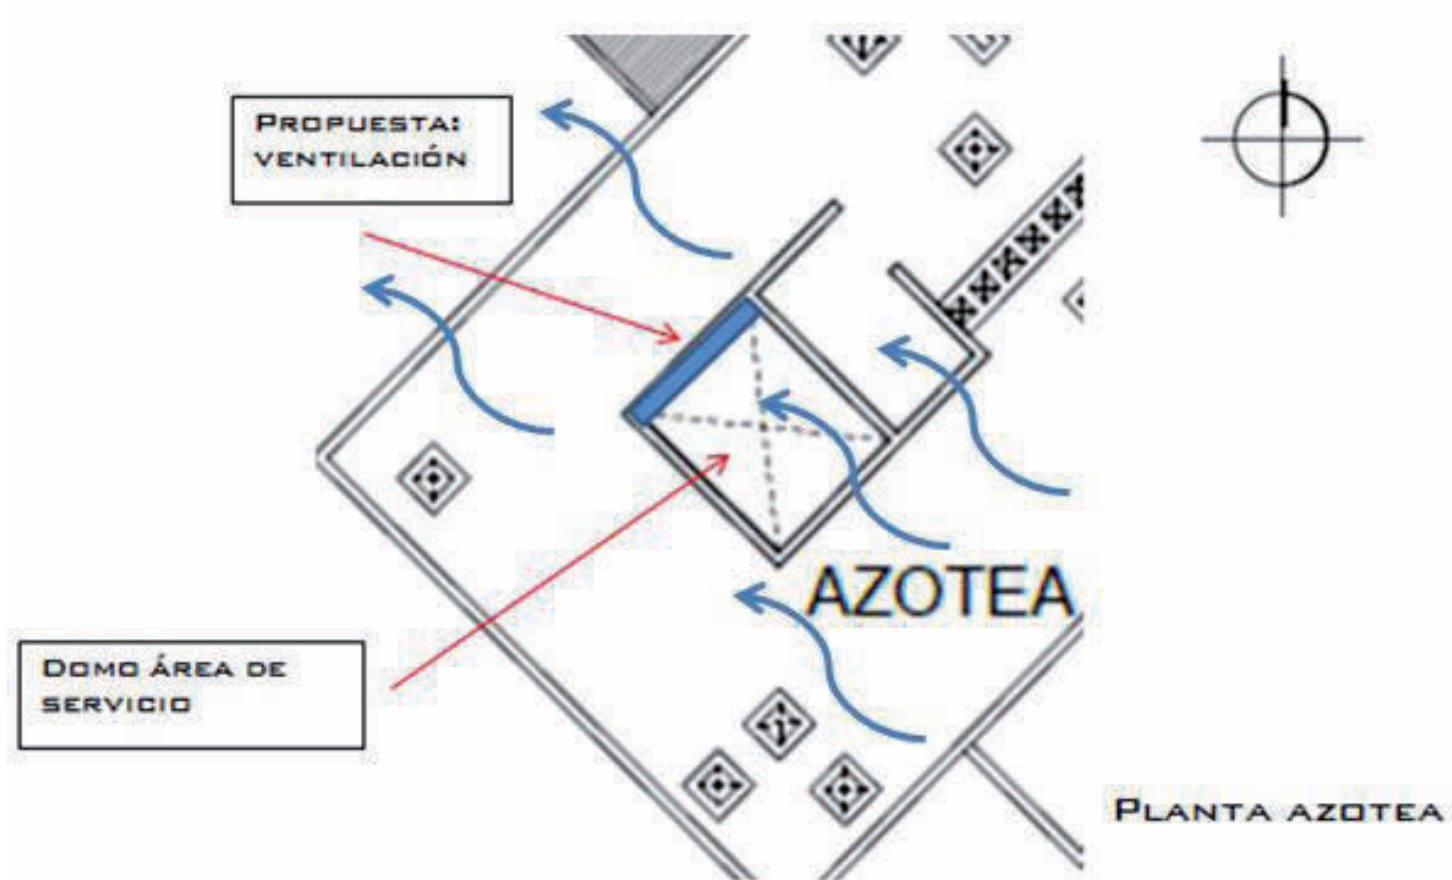 PROPUESTA:
VENTILACIÓN
AZOTEA
DOMO ÁREA DE
SERVICIO
PLANTA AZOTEA